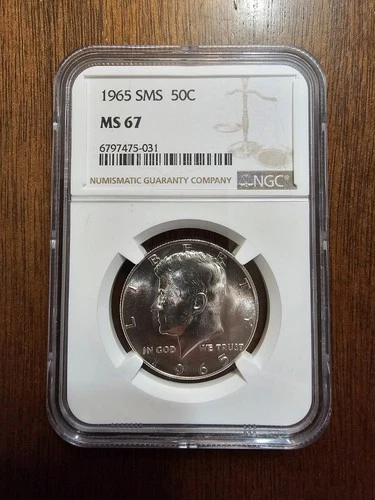 1965 SMS 50C
MS 67
6797475-031
NUMISMATIC GUARANTY COMPANY
NGC®
LIBERTY
IN GOD WE TRUST
1965